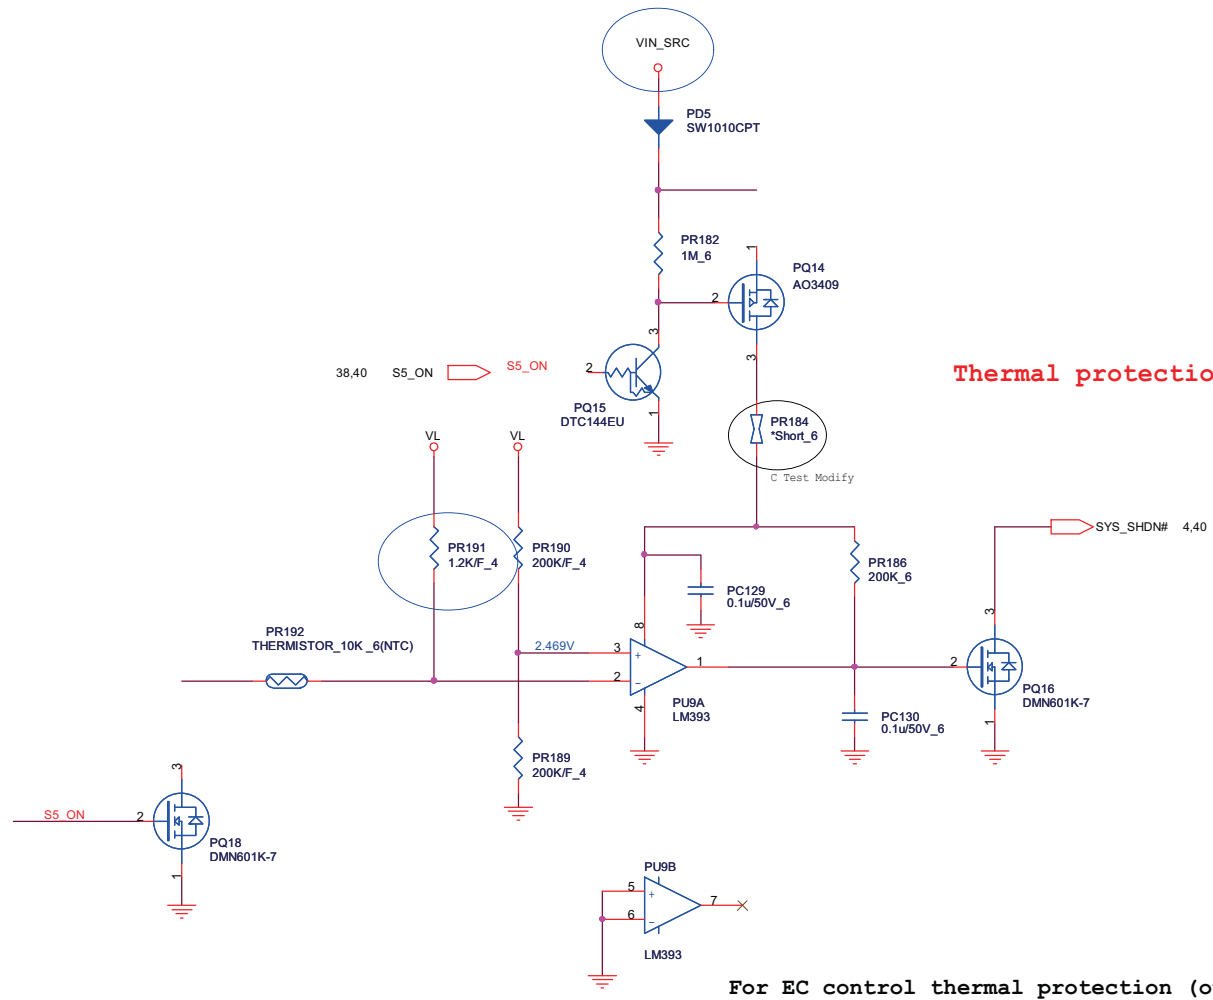 VIN_SRC
PD5
SW1010CPT
PR182
1M_6
1
PQ14
AO3409
2
3
3
38,40 S5_ON S5_ON
2
PQ15
DTC144EU
1
Thermal protectio
PR184
*Short_6
C Test Modify
VL VL
PR191
1.2K/F_4
PR190
200K/F_4
SYS_SHDN# 4,40
PR186
200K_6
PC129
0.1u/50V_6
PR192
THERMISTOR_10K _6(NTC)
2.469V
8
3
+
1
2
-
4
PU9A
LM393
3
2
PQ16
DMN601K-7
1
PC130
0.1u/50V_6
PR189
200K/F_4
3
S5_ON
2
PQ18
DMN601K-7
1
PU9B
5
+
7
6
-
LM393
For EC control thermal protection (o